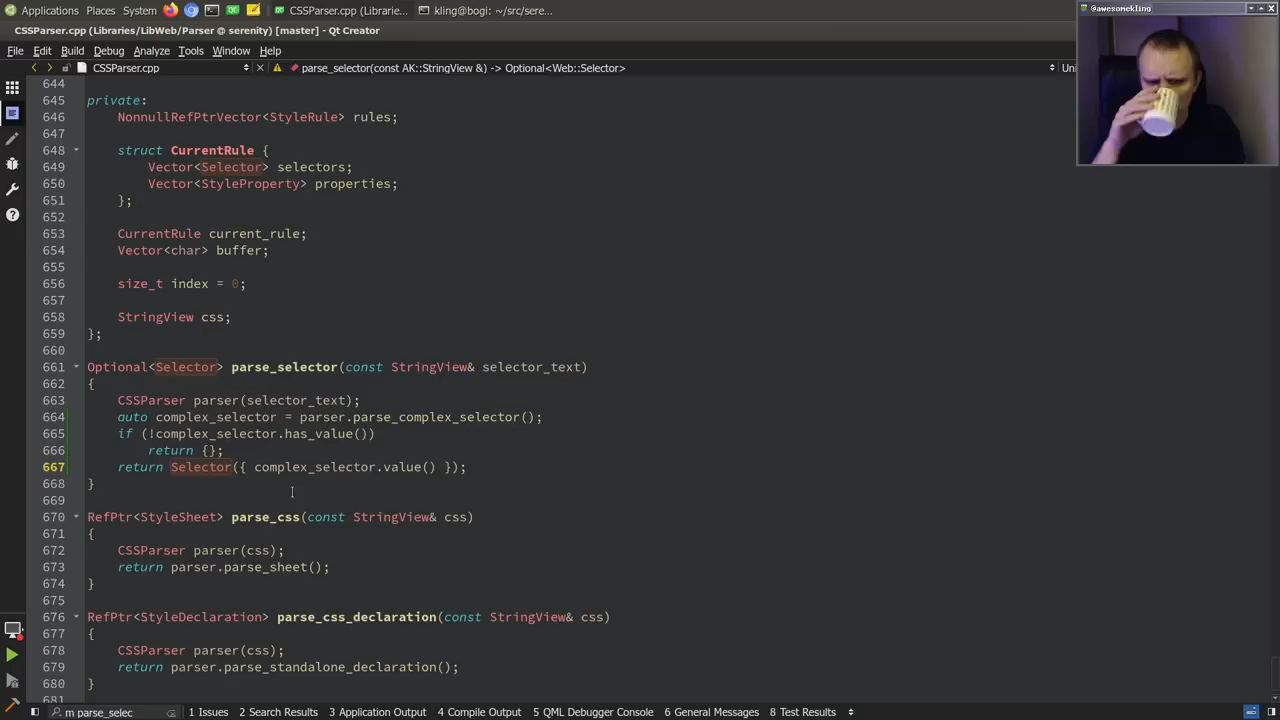 Applications Places System CSSParser.cpp (Librarie... kling@bogi: ~/src/sere...
@awesomekling
CSSParser.cpp (Libraries/LibWeb/Parser @ serenity) [master] - Qt Creator
File Edit Build Debug Analyze Tools Window Help
CSSParser.cpp parse_selector(const AK::StringView &) -> Optional<Web::Selector> Uni
644
645 private:
646 NonnullRefPtrVector<StyleRule> rules;
647
648 struct CurrentRule {
649 Vector<Selector> selectors;
650 Vector<StyleProperty> properties;
651 };
652
653 CurrentRule current_rule;
654 Vector<char> buffer;
655
656 size_t index = 0;
657
658 StringView css;
659 };
660
661 Optional<Selector> parse_selector(const StringView& selector_text)
662 {
663 CSSParser parser(selector_text);
664 auto complex_selector = parser.parse_complex_selector();
665 if (!complex_selector.has_value())
666 return {};
667 return Selector({ complex_selector.value() });
668 }
669
670 RefPtr<StyleSheet> parse_css(const StringView& css)
671 {
672 CSSParser parser(css);
673 return parser.parse_sheet();
674 }
675
676 RefPtr<StyleDeclaration> parse_css_declaration(const StringView& css)
677 {
678 CSSParser parser(css);
679 return parser.parse_standalone_declaration();
680 }
681
m parse_selec 1 Issues 2 Search Results 3 Application Output 4 Compile Output 5 QML Debugger Console 6 General Messages 8 Test Results